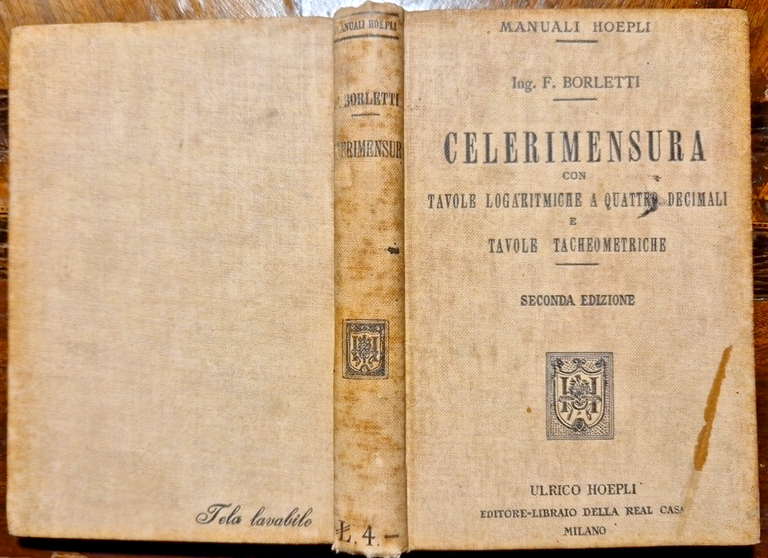 Tela lavabile
MANUALI HOEPLI
BORLETTI
CELERIMENSUR
L. 4.—
MANUALI HOEPLI
Ing. F. BORLETTI
CELERIMENSURA
CON
TAVOLE LOGARITMICHE A QUATTRO DECIMALI
E
TAVOLE TACHEOMETRICHE
SECONDA EDIZIONE
ULRICO HOEPLI
EDITORE-LIBRAIO DELLA REAL CASA
MILANO